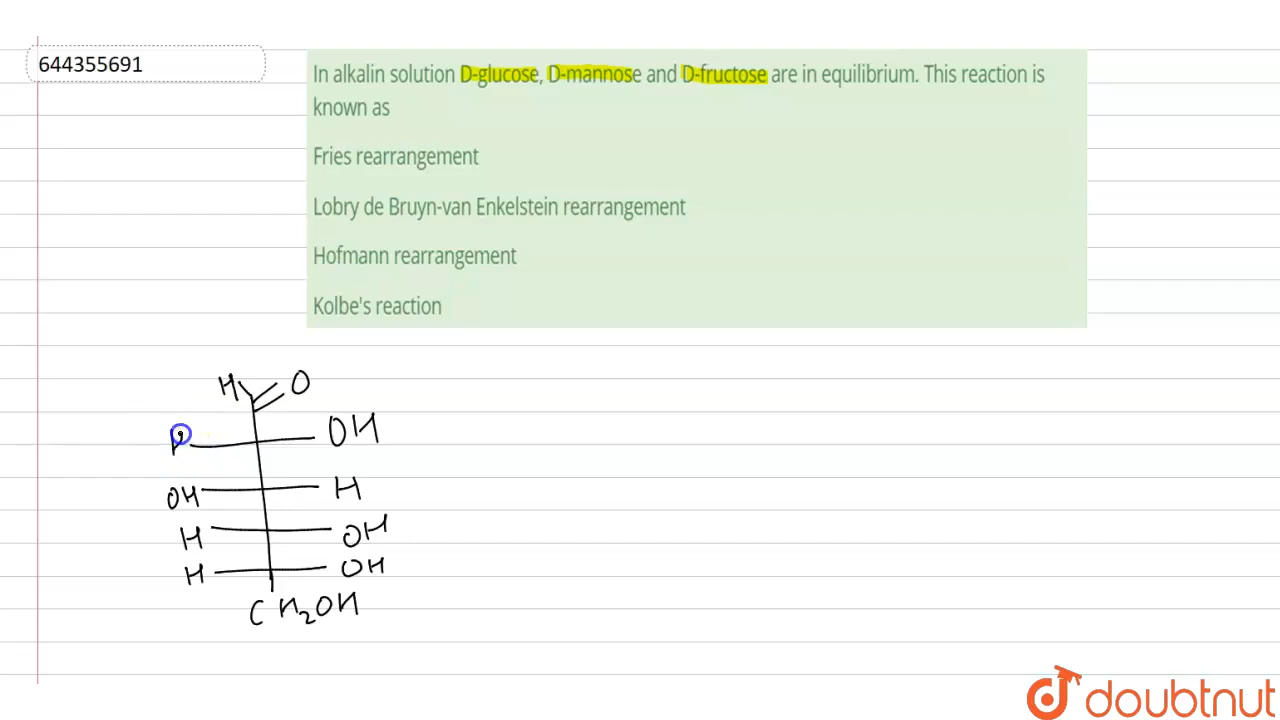 644355691
In alkalin solution D-glucose, D-mannose and D-fructose are in equilibrium. This reaction is
known as
Fries rearrangement
Lobry de Bruyn-van Enkelstein rearrangement
Hofmann rearrangement
Kolbe's reaction
H O
OH
OH H
H OH
H OH
CH2OH
doubtnut